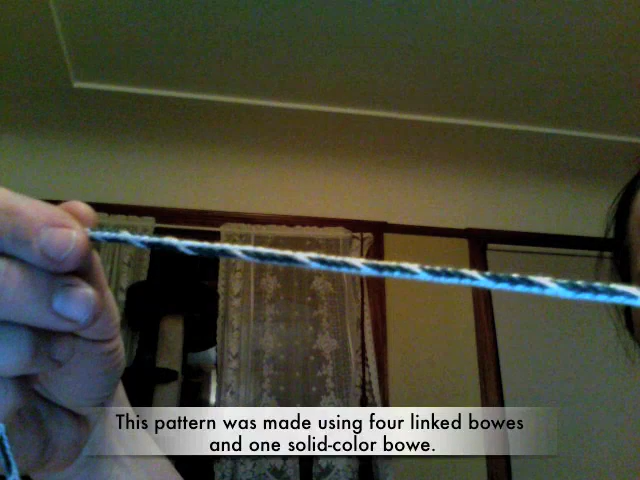 This pattern was made using four linked bowes
and one solid-color bowe.